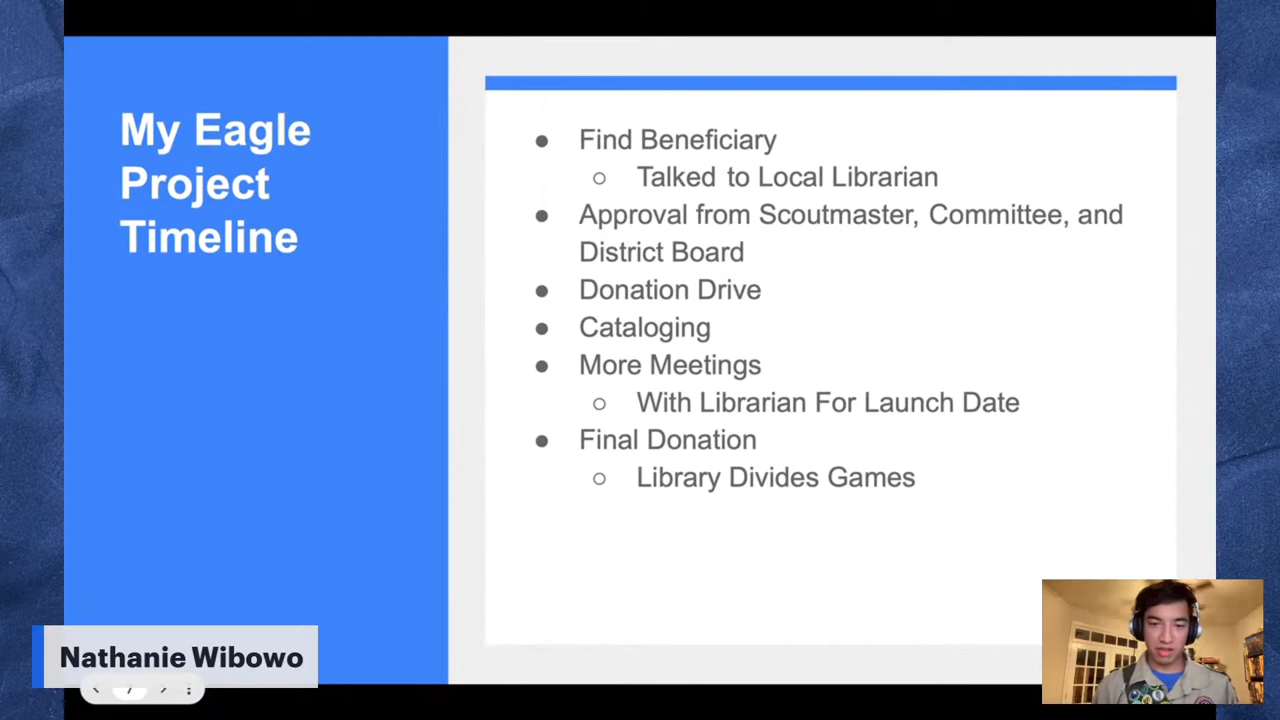 My Eagle
Project
Timeline
● Find Beneficiary
○ Talked to Local Librarian
● Approval from Scoutmaster, Committee, and
District Board
● Donation Drive
● Cataloging
● More Meetings
○ With Librarian For Launch Date
● Final Donation
○ Library Divides Games
Nathanie Wibowo
7